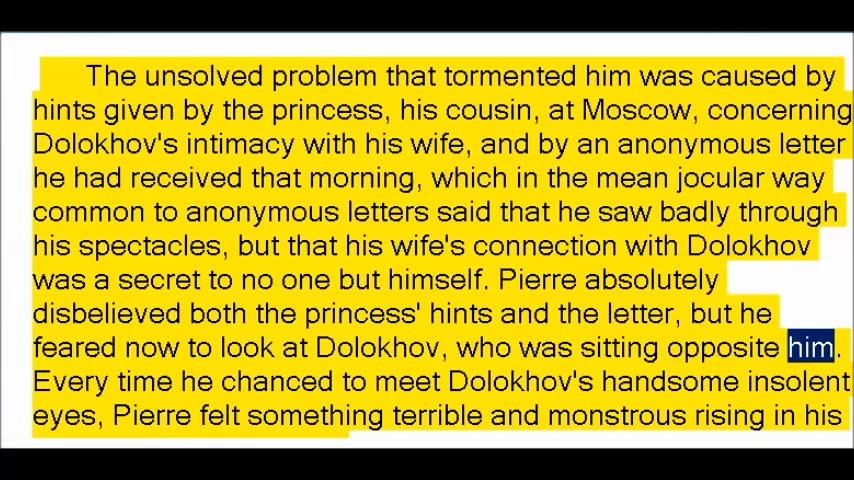 The unsolved problem that tormented him was caused by
hints given by the princess, his cousin, at Moscow, concerning
Dolokhov's intimacy with his wife, and by an anonymous letter
he had received that morning, which in the mean jocular way
common to anonymous letters said that he saw badly through
his spectacles, but that his wife's connection with Dolokhov
was a secret to no one but himself. Pierre absolutely
disbelieved both the princess' hints and the letter, but he
feared now to look at Dolokhov, who was sitting opposite him.
Every time he chanced to meet Dolokhov's handsome insolent
eyes, Pierre felt something terrible and monstrous rising in his